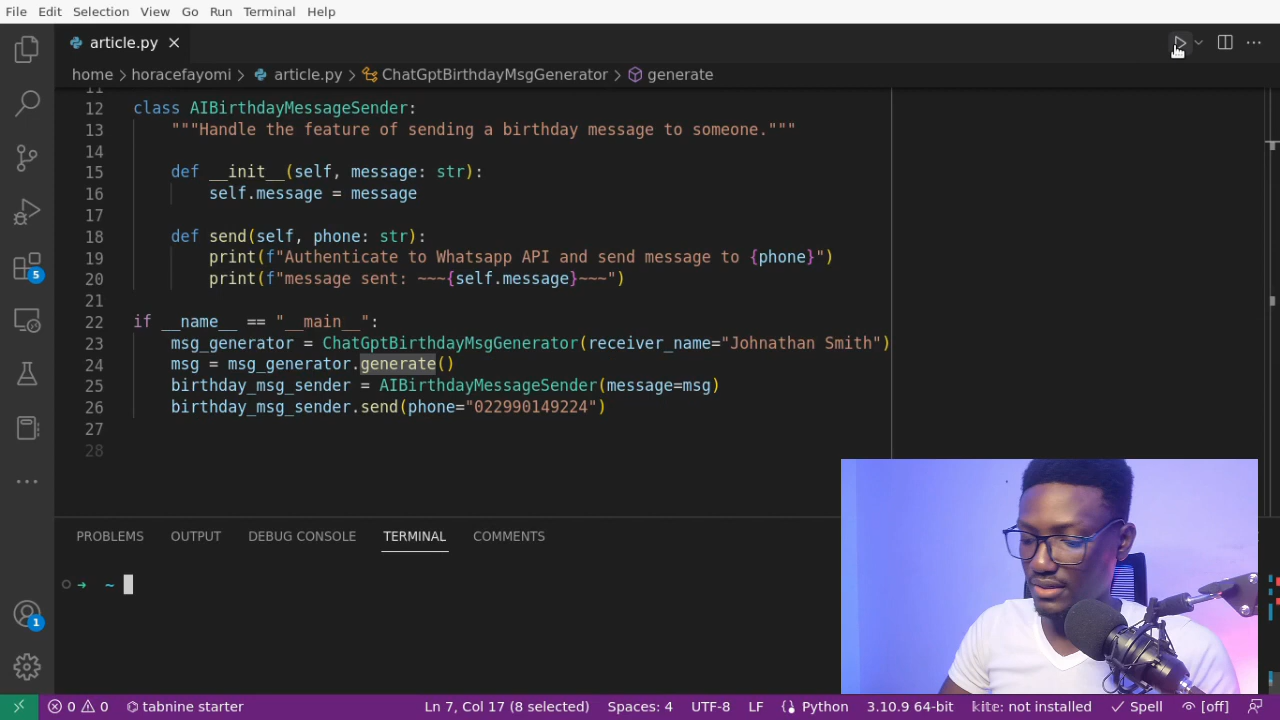 File Edit Selection View Go Run Terminal Help
article.py
home > horacefayomi > article.py > ChatGptBirthdayMsgGenerator > generate
11
12 class AIBirthdayMessageSender:
13 """Handle the feature of sending a birthday message to someone."""
14
15 def __init__(self, message: str):
16 self.message = message
17
18 def send(self, phone: str):
19 print(f"Authenticate to Whatsapp API and send message to {phone}")
20 print(f"message sent: ~~~{self.message}~~~")
21
22 if __name__ == "__main__":
23 msg_generator = ChatGptBirthdayMsgGenerator(receiver_name="Johnathan Smith")
24 msg = msg_generator.generate()
25 birthday_msg_sender = AIBirthdayMessageSender(message=msg)
26 birthday_msg_sender.send(phone="022990149224")
27
28
5
PROBLEMS OUTPUT DEBUG CONSOLE TERMINAL COMMENTS
➜ ~
1
0 0 tabnine starter Ln 7, Col 17 (8 selected) Spaces: 4 UTF-8 LF Python 3.10.9 64-bit kite: not installed Spell [off]